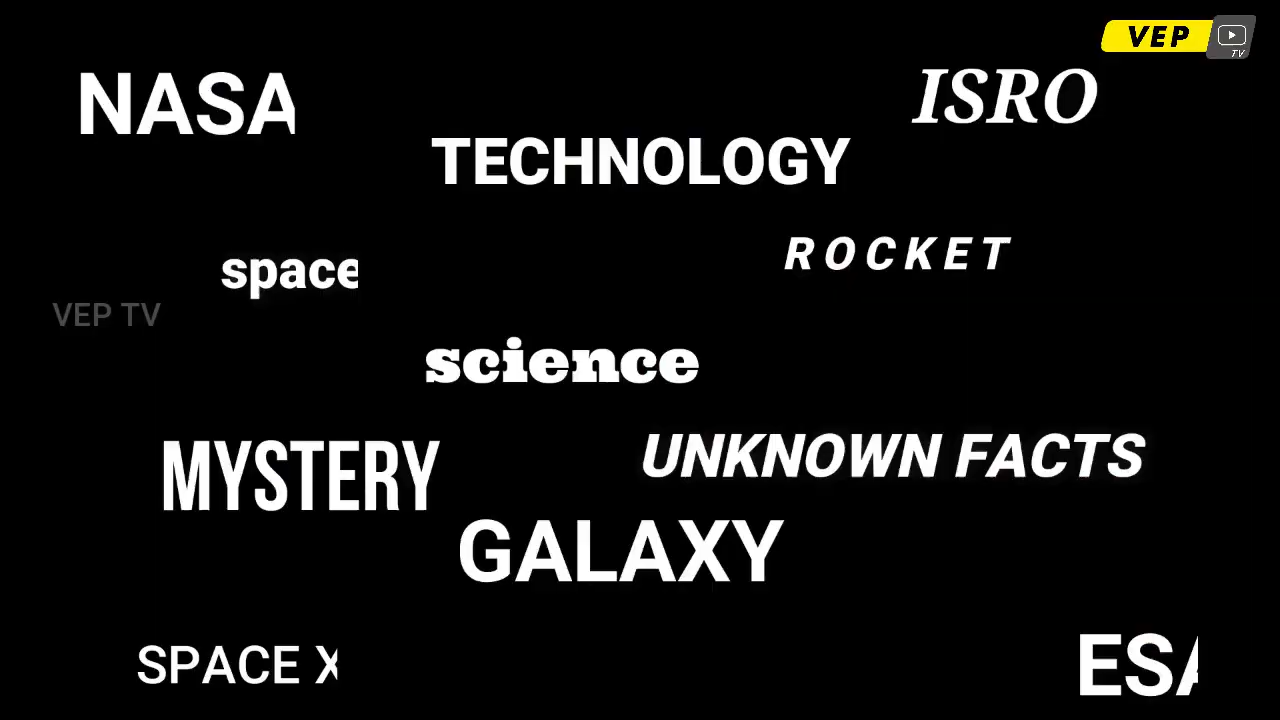 VEP
TV
NASA
ISRO
TECHNOLOGY
ROCKET
space
VEP TV
science
UNKNOWN FACTS
MYSTERY
GALAXY
SPACE X
ESA